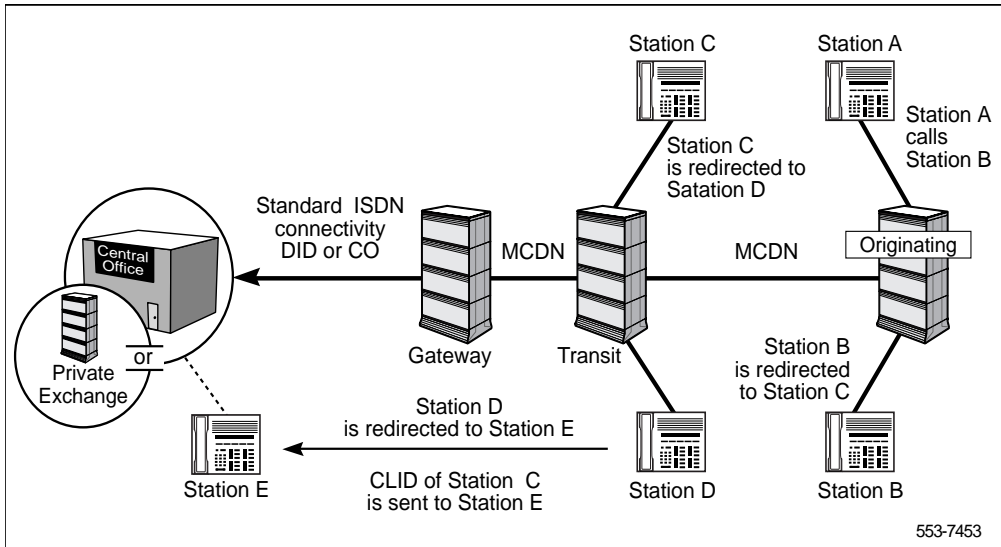 Station C
Station A
Station A
calls
Station B
Station C
is redirected to
Satation D
Standard ISDN
connectivity
DID or CO
MCDN
MCDN
Originating
Central
Office
Gateway
Transit
or
Private
Exchange
Station B
is redirected
to Station C
Station D
is redirected to Station E
CLID of Station C
is sent to Station E
Station E
Station D
Station B
553-7453